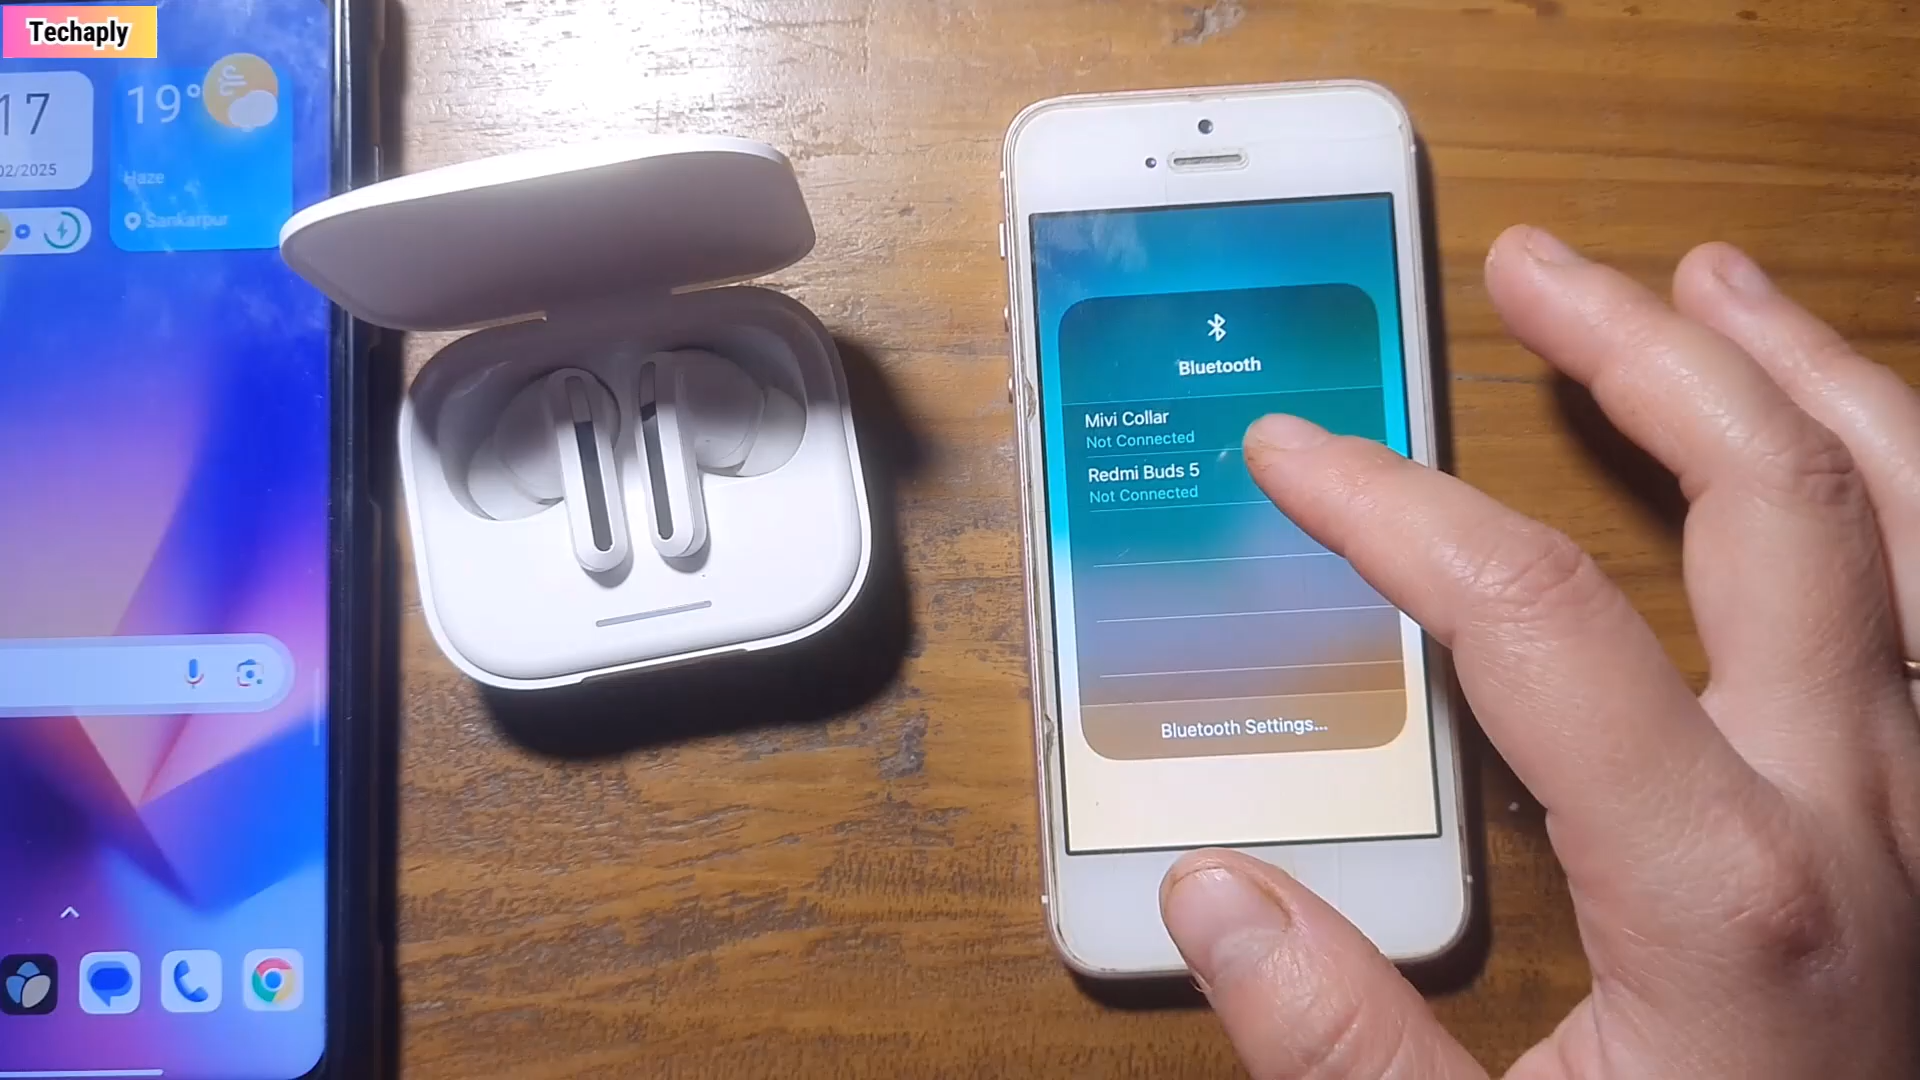 Techaply
17
02/2025
19°
Haze
Sankarpur
Bluetooth
Mivi Collar
Not Connected
Redmi Buds 5
Not Connected
Bluetooth Settings...